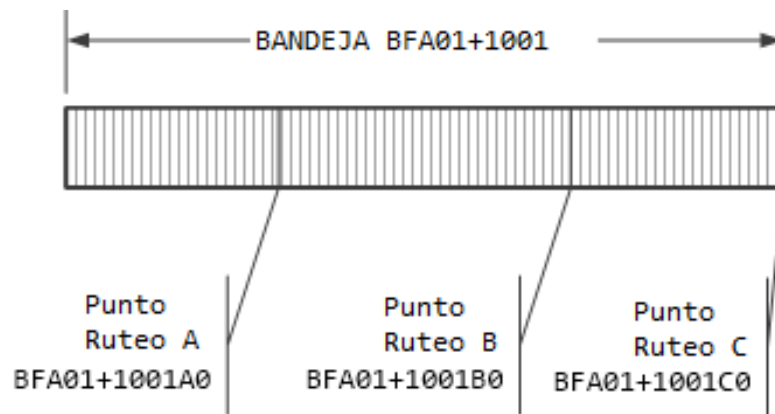 BANDEJA BFA01+1001
Punto
Ruteo A
BFA01+1001A0
Punto
Ruteo B
BFA01+1001B0
Punto
Ruteo C
BFA01+1001C0